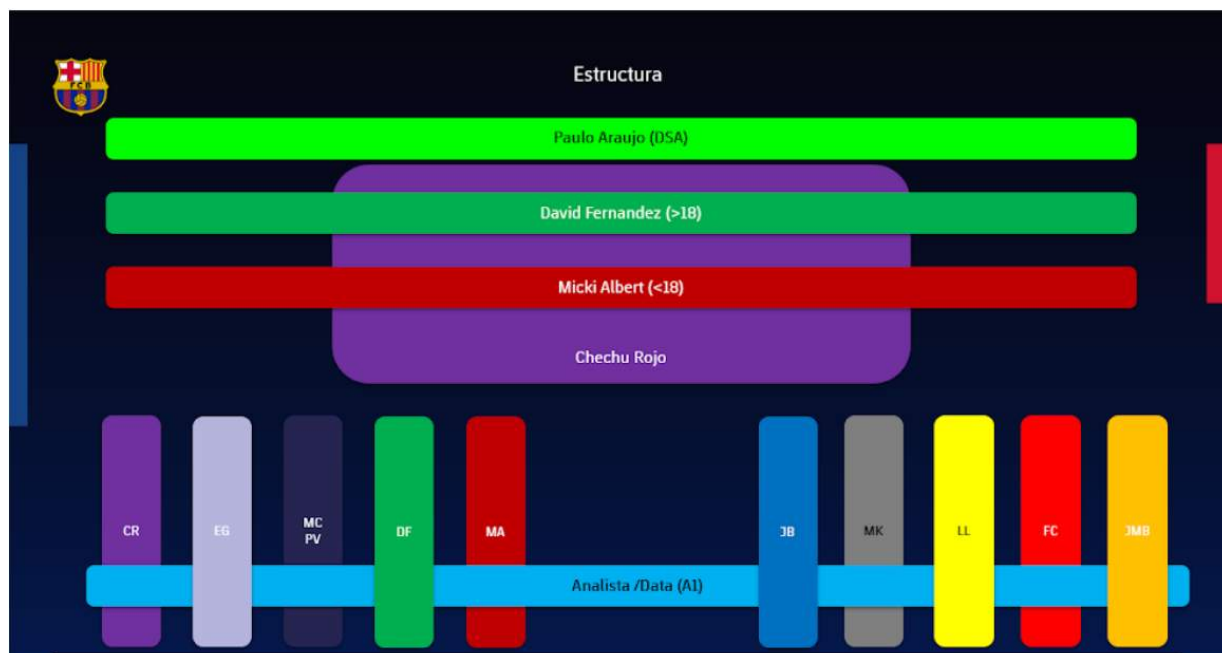 FCB
Estructura
Paulo Araujo (DSA)
David Fernandez (>18)
Micki Albert (<18)
Chechu Rojo
CR
EG
MC
PV
DF
MA
JB
MK
LL
FC
JMB
Analista /Data (A1)